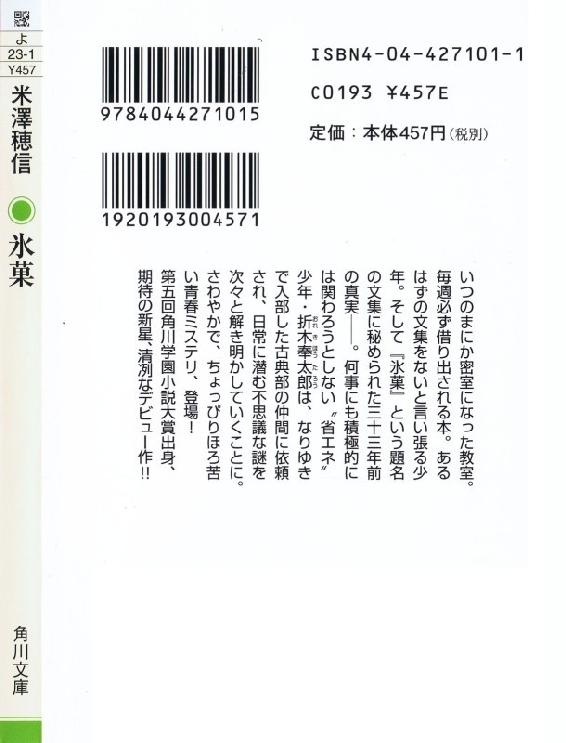 よ
23-1
Y457
米澤穂信
氷菓
角川文庫
9784044271015
1920193004571
ISBN4-04-427101-1
C0193 ¥457E
定価：本体457円（税別）
いつのまにか密室になった教室。
毎週必ず借り出される本。ある
はずの文集をないと言い張る少
年。そして『氷菓』という題名
の文集に秘められた三十三年前
の真実――。何事にも積極的に
は関わろうとしない〝省エネ〟
少年・折木奉太郎は、なりゆき
おれきほうたろう
で入部した古典部の仲間に依頼
され、日常に潜む不思議な謎を
次々と解き明かしていくことに。
さわやかで、ちょっぴりほろ苦
い青春ミステリ、登場！
第五回角川学園小説大賞出身、
期待の新星、清冽なデビュー作!!